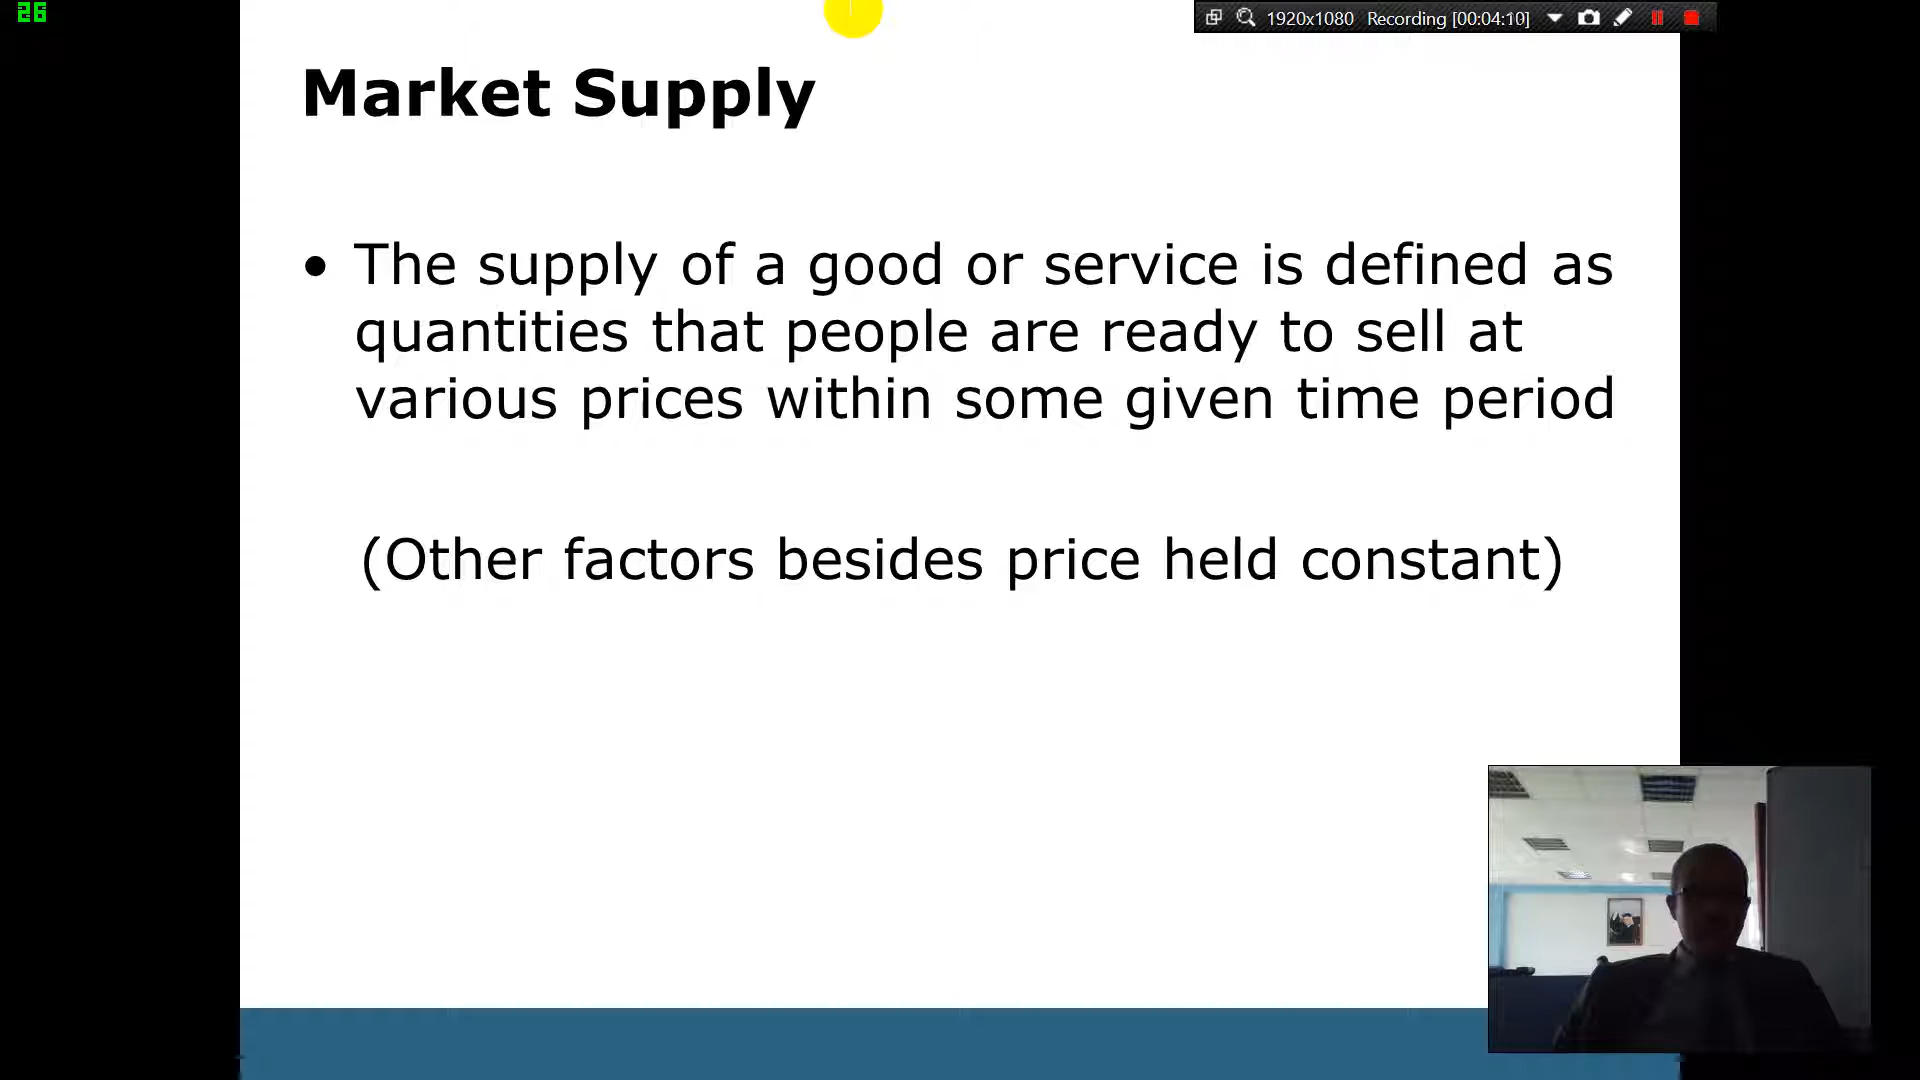 26
1920x1080 Recording [00:04:10]
Market Supply
• The supply of a good or service is defined as
quantities that people are ready to sell at
various prices within some given time period
(Other factors besides price held constant)